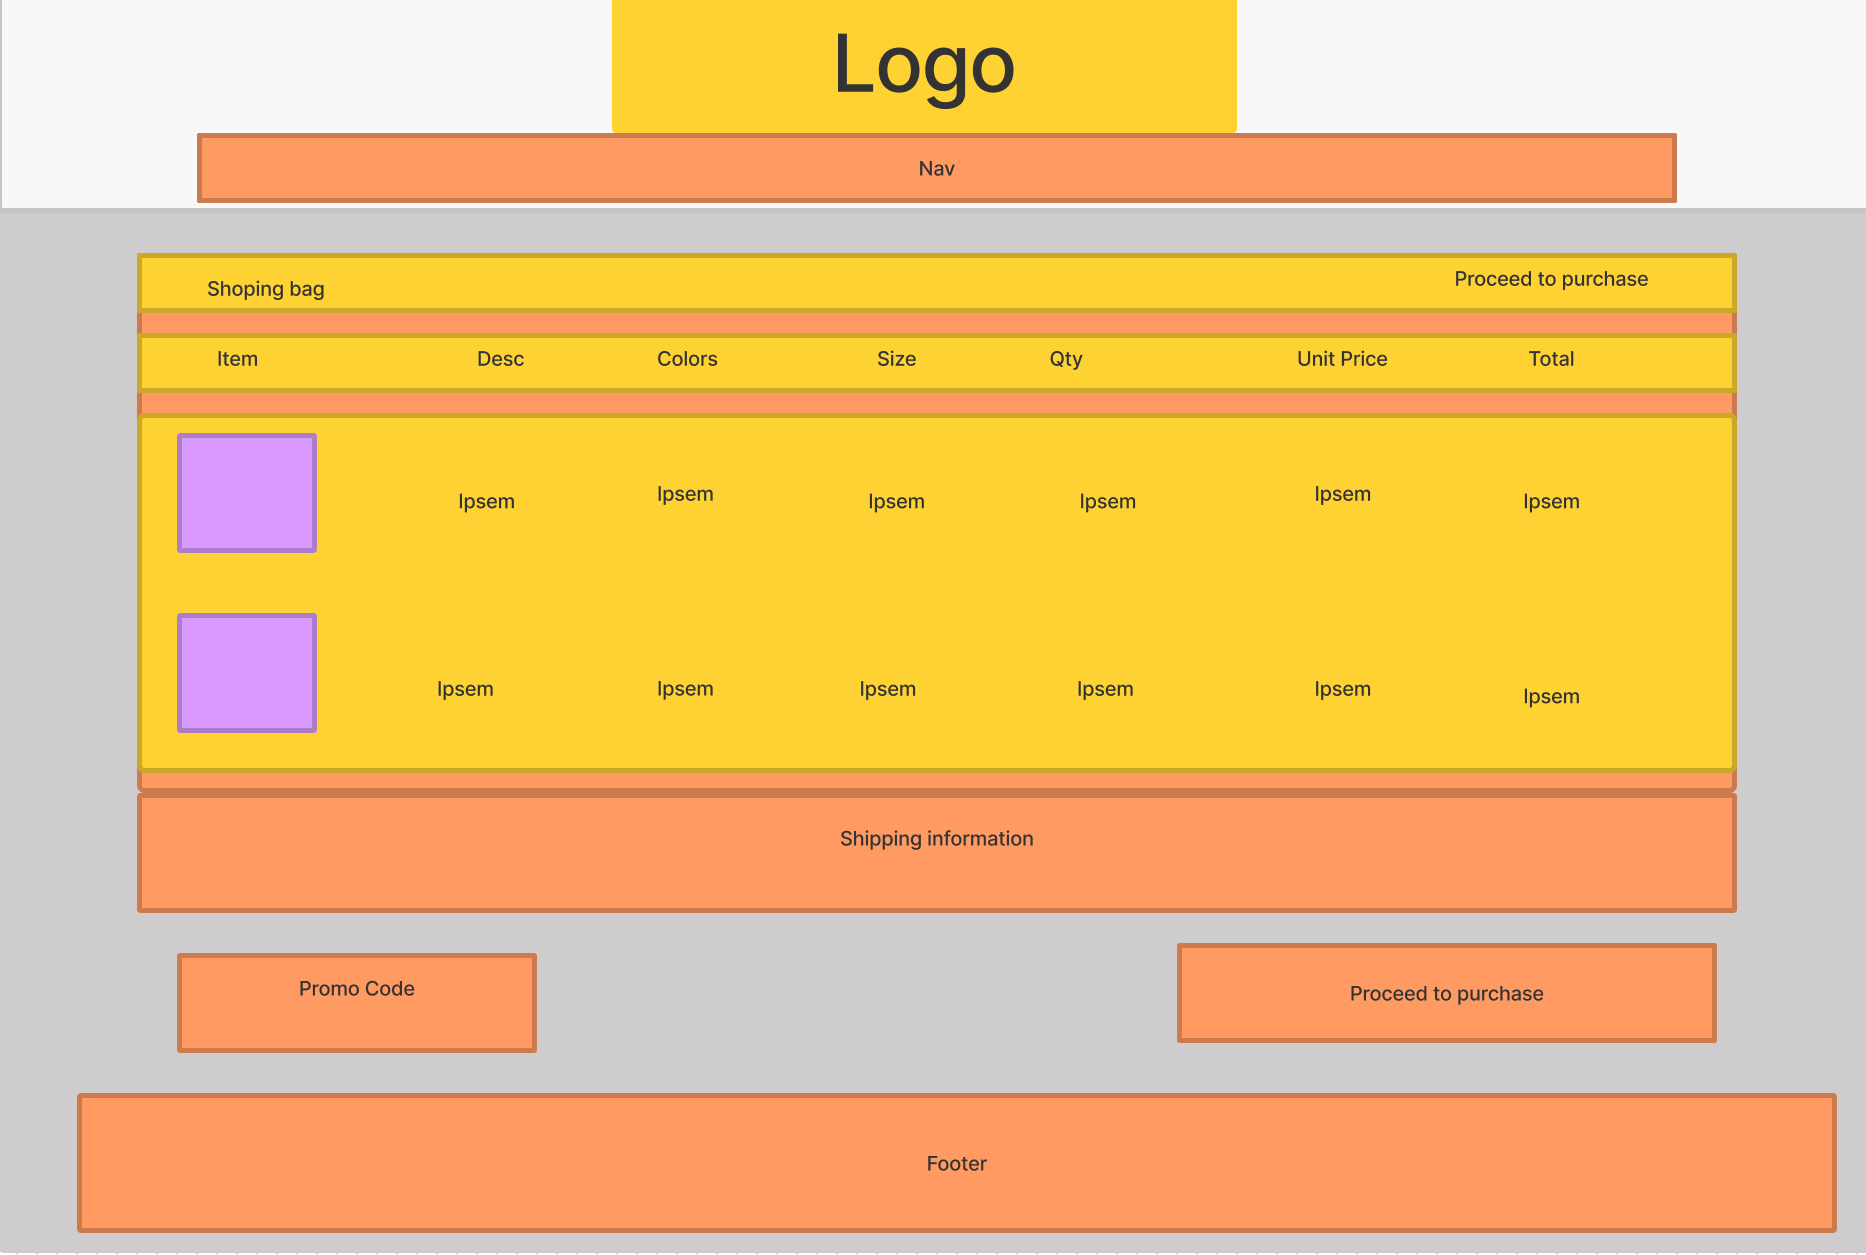 Logo
Nav
Shoping bag
Proceed to purchase
Item Desc Colors Size Qty Unit Price Total
Ipsem Ipsem Ipsem Ipsem Ipsem Ipsem
Ipsem Ipsem Ipsem Ipsem Ipsem Ipsem
Shipping information
Promo Code
Proceed to purchase
Footer